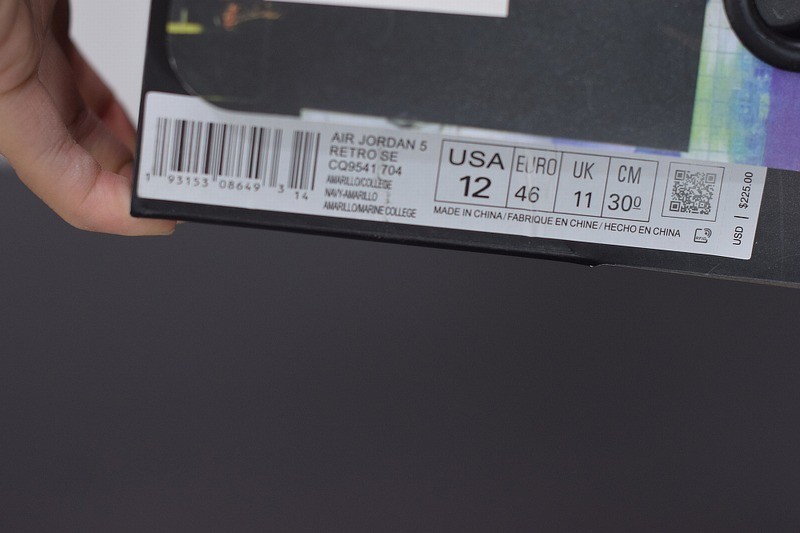 AIR JORDAN 5
RETRO SE
CQ9541 704
AMARILLO/COLLEGE
NAVY-AMARILLO
AMARILLO/MARINE COLLEGE
1 93153 08649 3 14
USA EURO UK CM
12 46 11 30º
MADE IN CHINA / FABRIQUE EN CHINE / HECHO EN CHINA
USD | $225.00